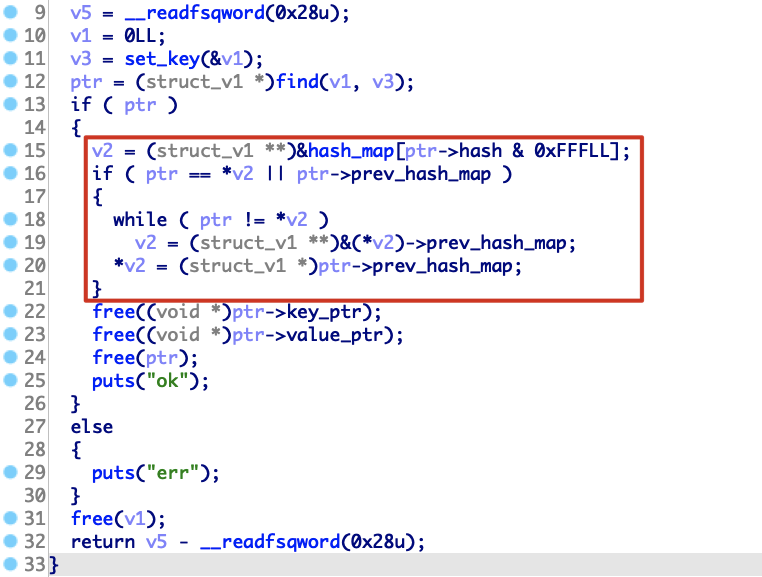 9 v5 = __readfsqword(0x28u);
10 v1 = 0LL;
11 v3 = set_key(&v1);
12 ptr = (struct_v1 *)find(v1, v3);
13 if ( ptr )
14 {
15 v2 = (struct_v1 **)&hash_map[ptr->hash & 0xFFFLL];
16 if ( ptr == *v2 || ptr->prev_hash_map )
17 {
18 while ( ptr != *v2 )
19 v2 = (struct_v1 **)&(*v2)->prev_hash_map;
20 *v2 = (struct_v1 *)ptr->prev_hash_map;
21 }
22 free((void *)ptr->key_ptr);
23 free((void *)ptr->value_ptr);
24 free(ptr);
25 puts("ok");
26 }
27 else
28 {
29 puts("err");
30 }
31 free(v1);
32 return v5 - __readfsqword(0x28u);
33 }